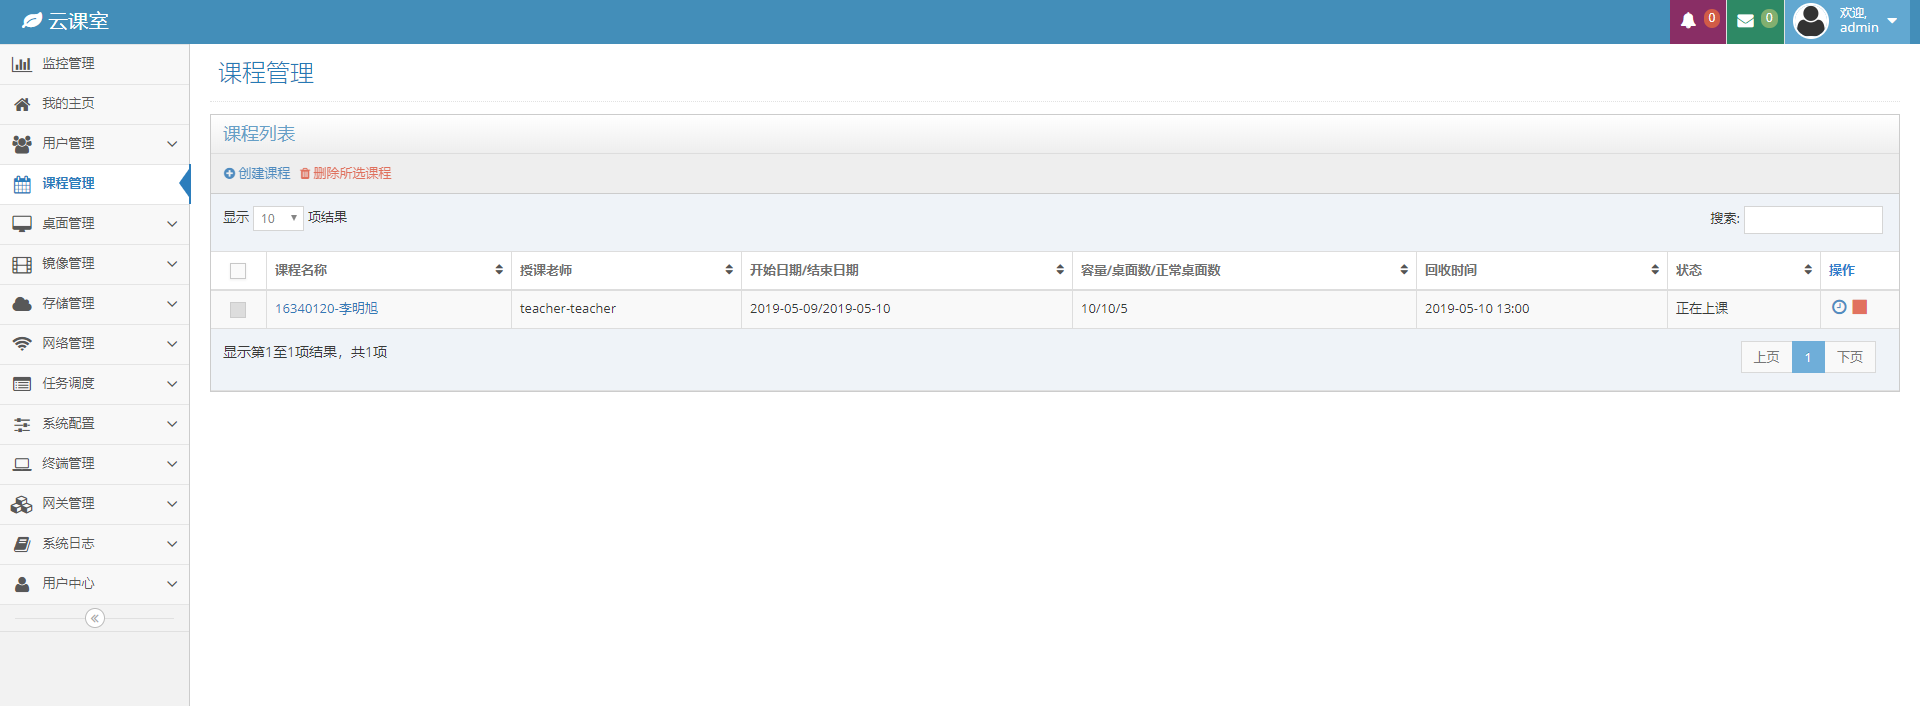 云课室
0
0
欢迎,
admin
监控管理
我的主页
用户管理
课程管理
桌面管理
镜像管理
存储管理
网络管理
任务调度
系统配置
终端管理
网关管理
系统日志
用户中心
课程管理
课程列表
创建课程 删除所选课程
显示 10 项结果
搜索:
课程名称 授课老师 开始日期/结束日期 容量/桌面数/正常桌面数 回收时间 状态 操作
16340120-李明旭 teacher-teacher 2019-05-09/2019-05-10 10/10/5 2019-05-10 13:00 正在上课
显示第1至1项结果，共1项
上页 1 下页